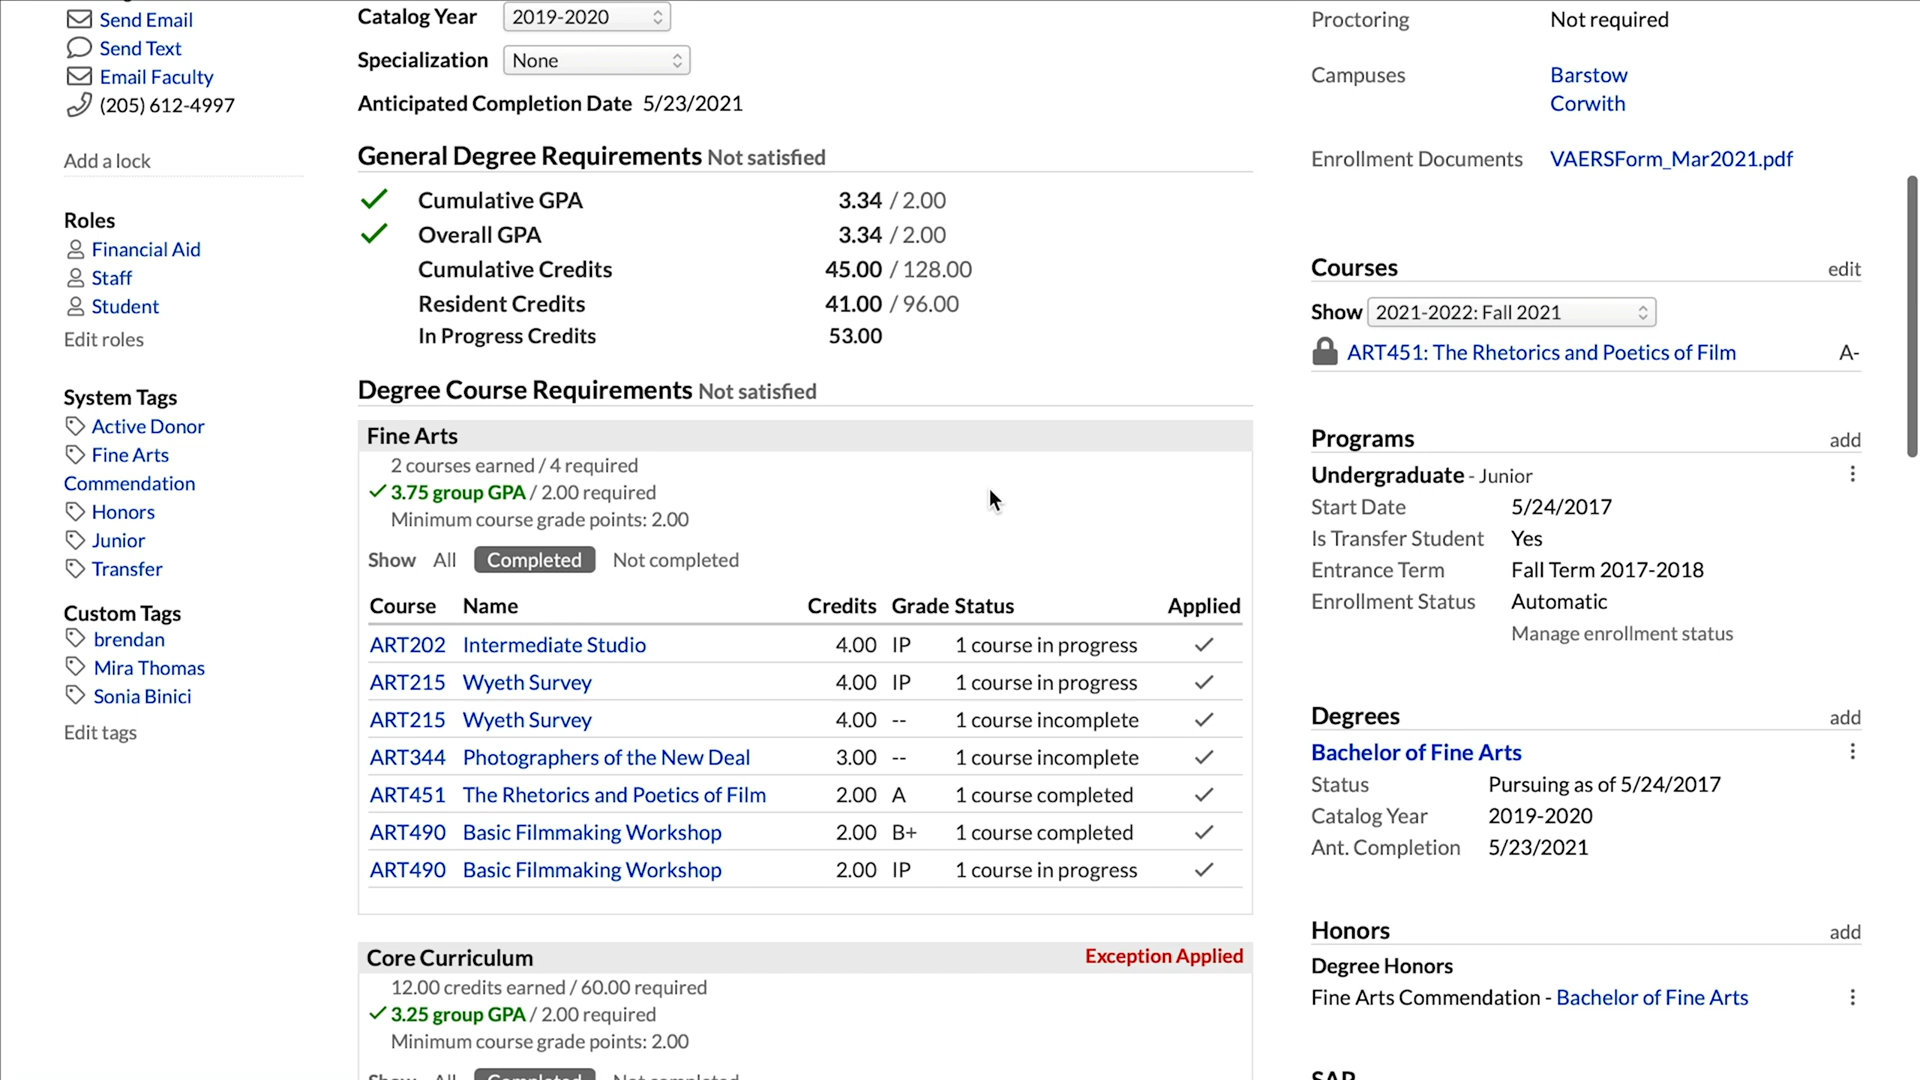 Send Email
Send Text
Email Faculty
(205) 612-4997
Add a lock
Roles
Financial Aid
Staff
Student
Edit roles
System Tags
Active Donor
Fine Arts
Commendation
Honors
Junior
Transfer
Custom Tags
brendan
Mira Thomas
Sonia Binici
Edit tags
Catalog Year 2019-2020
Specialization None
Anticipated Completion Date 5/23/2021
General Degree Requirements Not satisfied
Cumulative GPA 3.34 / 2.00
Overall GPA 3.34 / 2.00
Cumulative Credits 45.00 / 128.00
Resident Credits 41.00 / 96.00
In Progress Credits 53.00
Degree Course Requirements Not satisfied
Fine Arts
2 courses earned / 4 required
3.75 group GPA / 2.00 required
Minimum course grade points: 2.00
Show All Completed Not completed
Course Name Credits Grade Status Applied
ART202 Intermediate Studio 4.00 IP 1 course in progress
ART215 Wyeth Survey 4.00 IP 1 course in progress
ART215 Wyeth Survey 4.00 -- 1 course incomplete
ART344 Photographers of the New Deal 3.00 -- 1 course incomplete
ART451 The Rhetorics and Poetics of Film 2.00 A 1 course completed
ART490 Basic Filmmaking Workshop 2.00 B+ 1 course completed
ART490 Basic Filmmaking Workshop 2.00 IP 1 course in progress
Core Curriculum Exception Applied
12.00 credits earned / 60.00 required
3.25 group GPA / 2.00 required
Minimum course grade points: 2.00
Show All Completed Not completed
Proctoring Not required
Campuses Barstow
Corwith
Enrollment Documents VAERSForm_Mar2021.pdf
Courses edit
Show 2021-2022: Fall 2021
ART451: The Rhetorics and Poetics of Film A-
Programs add
Undergraduate - Junior
Start Date 5/24/2017
Is Transfer Student Yes
Entrance Term Fall Term 2017-2018
Enrollment Status Automatic
Manage enrollment status
Degrees add
Bachelor of Fine Arts
Status Pursuing as of 5/24/2017
Catalog Year 2019-2020
Ant. Completion 5/23/2021
Honors add
Degree Honors
Fine Arts Commendation - Bachelor of Fine Arts
SAP